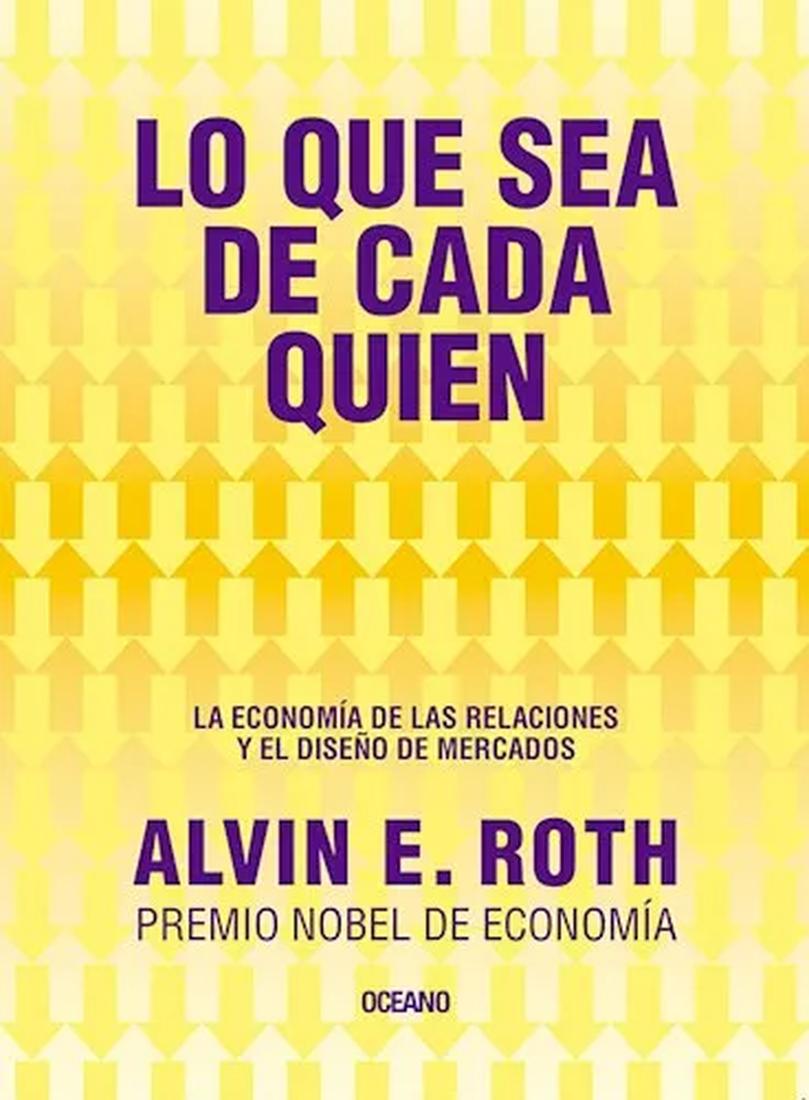 LO QUE SEA
DE CADA
QUIEN
LA ECONOMÍA DE LAS RELACIONES
Y EL DISEÑO DE MERCADOS
ALVIN E. ROTH
PREMIO NOBEL DE ECONOMÍA
OCEANO